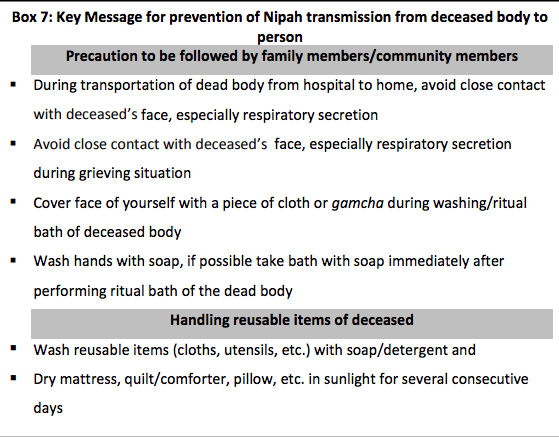 Box 7: Key Message for prevention of Nipah transmission from deceased body to
person
Precaution to be followed by family members/community members
▪ During transportation of dead body from hospital to home, avoid close contact
with deceased’s face, especially respiratory secretion
▪ Avoid close contact with deceased’s face, especially respiratory secretion
during grieving situation
▪ Cover face of yourself with a piece of cloth or gamcha during washing/ritual
bath of deceased body
▪ Wash hands with soap, if possible take bath with soap immediately after
performing ritual bath of the dead body
Handling reusable items of deceased
▪ Wash reusable items (cloths, utensils, etc.) with soap/detergent and
▪ Dry mattress, quilt/comforter, pillow, etc. in sunlight for several consecutive
days